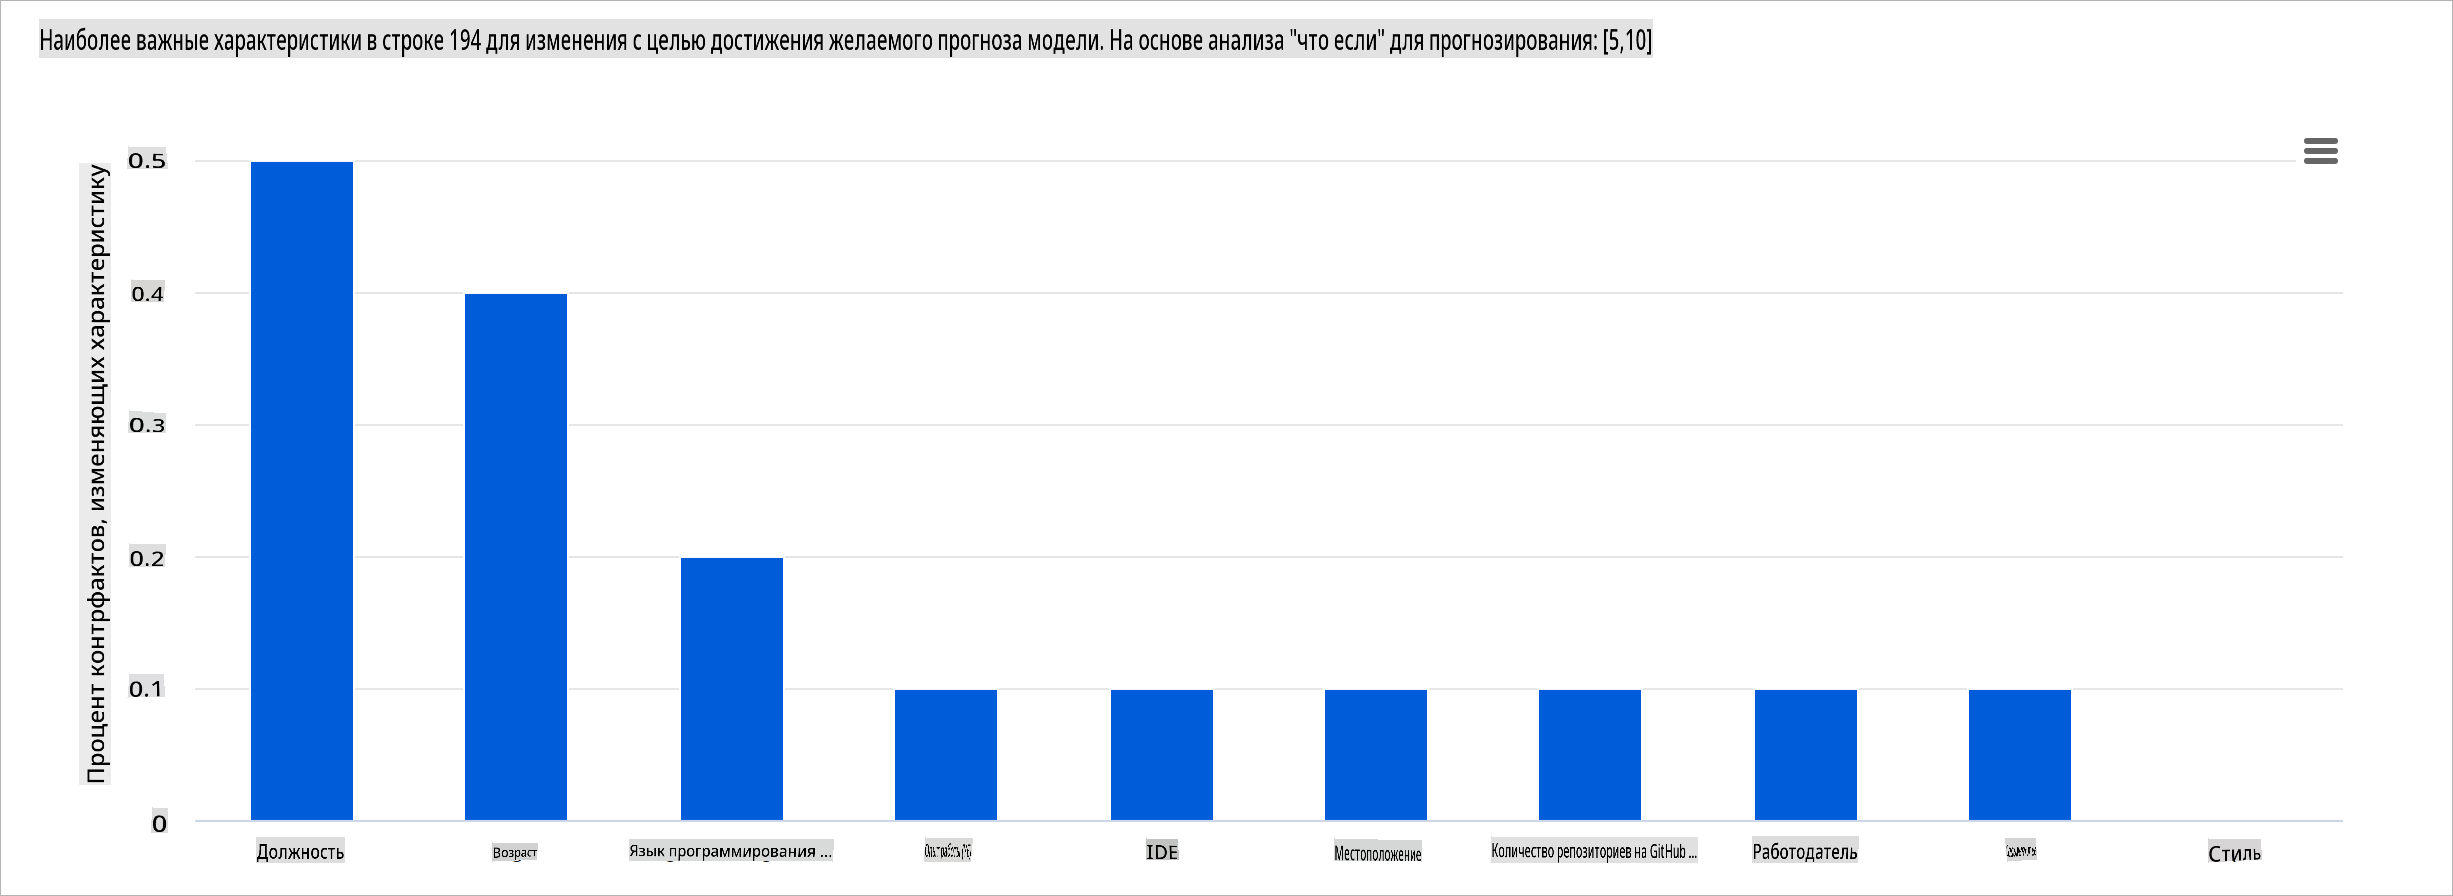 Наиболее важные характеристики в строке 194 для изменения с целью достижения желаемого прогноза модели. На основе анализа "что если" для прогнозирования: [5,10]
Процент контрфактов, изменяющих характеристику
0.5
0.4
0.3
0.2
0.1
0
Должность
Возраст
Язык программирования ...
IDE
Местоположение
Количество репозиториев на GitHub ...
Работодатель
Стиль